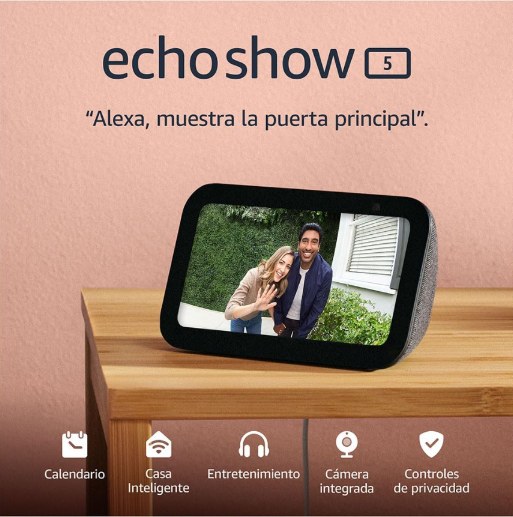 echo show 5
“Alexa, muestra la puerta principal”.
Calendario
Casa
Inteligente
Entretenimiento
Cámara
integrada
Controles
de privacidad